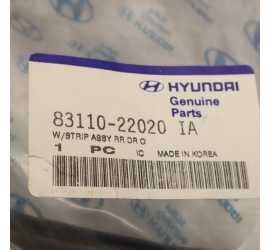 HYUNDAI
Genuine
Parts
83110-22020 IA
W/STRIP ASSY RR DR O
1 PC IC MADE IN KOREA